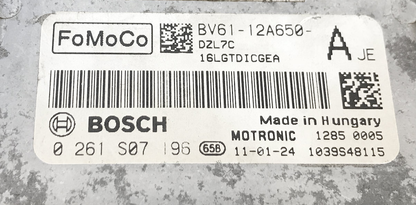 FoMoCo
BV61-12A650-
DZL7C
16LGTDICGEA
A JE
BOSCH
Made in Hungary
MOTRONIC 1285 0005
0 261 S07 196 65B 11-01-24 1039S48115